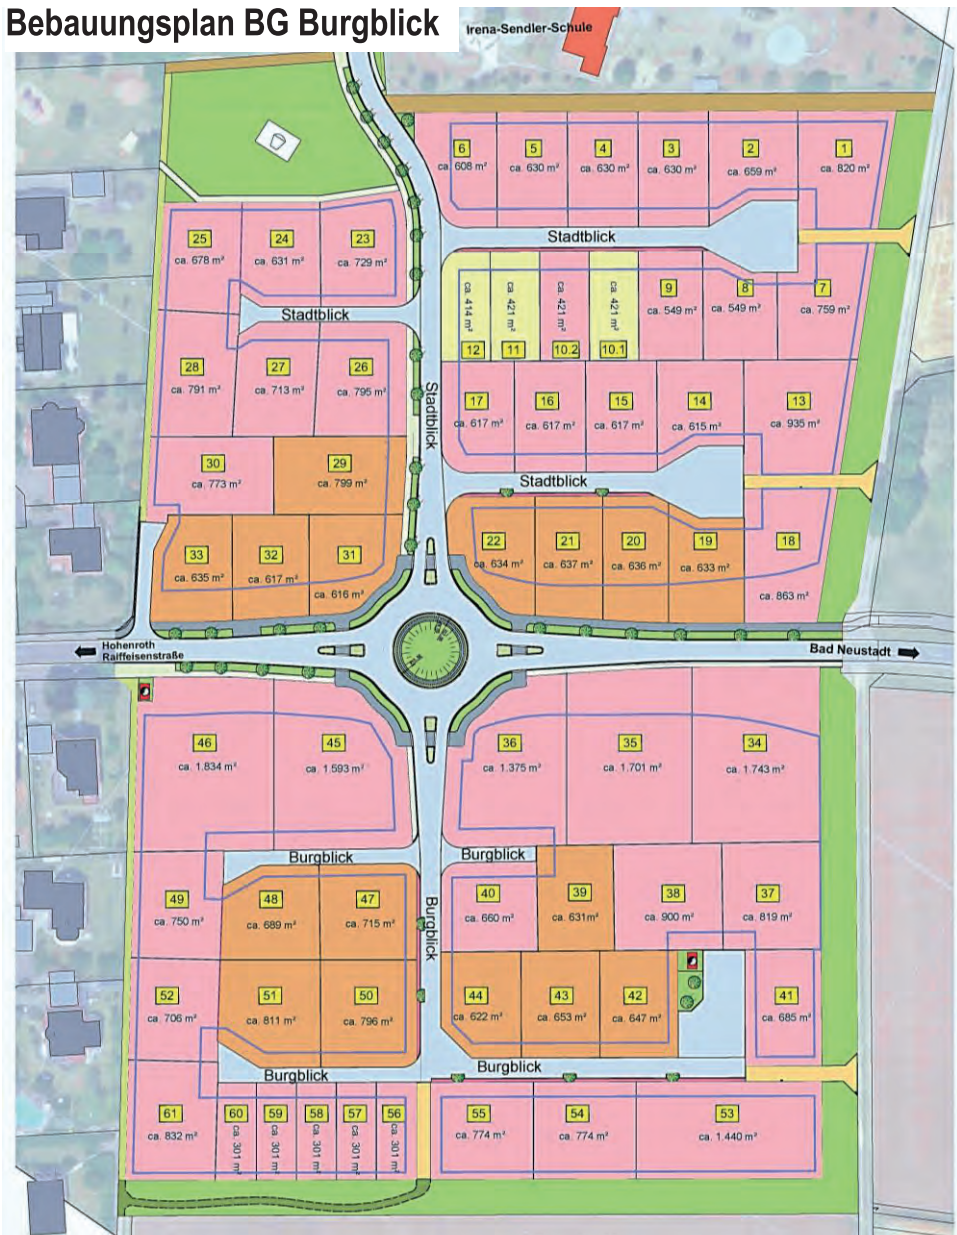 Bebauungsplan BG Burgblick
Irena-Sendler-Schule
6
ca. 608 m²
5
ca. 630 m²
4
ca. 630 m²
3
ca. 630 m²
2
ca. 659 m²
1
ca. 820 m²
Stadtblick
25
ca. 678 m²
24
ca. 631 m²
23
ca. 729 m²
Stadtblick
ca. 414 m²
12
ca. 421 m²
11
ca. 421 m²
10.2
ca. 421 m²
10.1
9
ca. 549 m²
8
ca. 549 m²
7
ca. 759 m²
28
ca. 791 m²
27
ca. 713 m²
26
ca. 795 m²
Stadtblick
17
ca. 617 m²
16
ca. 617 m²
15
ca. 617 m²
14
ca. 615 m²
13
ca. 935 m²
30
ca. 773 m²
29
ca. 799 m²
Stadtblick
33
ca. 635 m²
32
ca. 617 m²
31
ca. 616 m²
22
ca. 634 m²
21
ca. 637 m²
20
ca. 636 m²
19
ca. 633 m²
18
ca. 863 m²
Hohenroth
Raiffeisenstraße
Bad Neustadt
46
ca. 1.834 m²
45
ca. 1.593 m²
36
ca. 1.375 m²
35
ca. 1.701 m²
34
ca. 1.743 m²
Burgblick
Burgblick
49
ca. 750 m²
48
ca. 689 m²
47
ca. 715 m²
Burgblick
40
ca. 660 m²
39
ca. 631m²
38
ca. 900 m²
37
ca. 819 m²
52
ca. 706 m²
51
ca. 811 m²
50
ca. 796 m²
44
ca. 622 m²
43
ca. 653 m²
42
ca. 647 m²
41
ca. 685 m²
Burgblick
Burgblick
61
ca. 832 m²
60
ca. 301 m²
59
ca. 301 m²
58
ca. 301 m²
57
ca. 301 m²
56
ca. 301 m²
55
ca. 774 m²
54
ca. 774 m²
53
ca. 1.440 m²